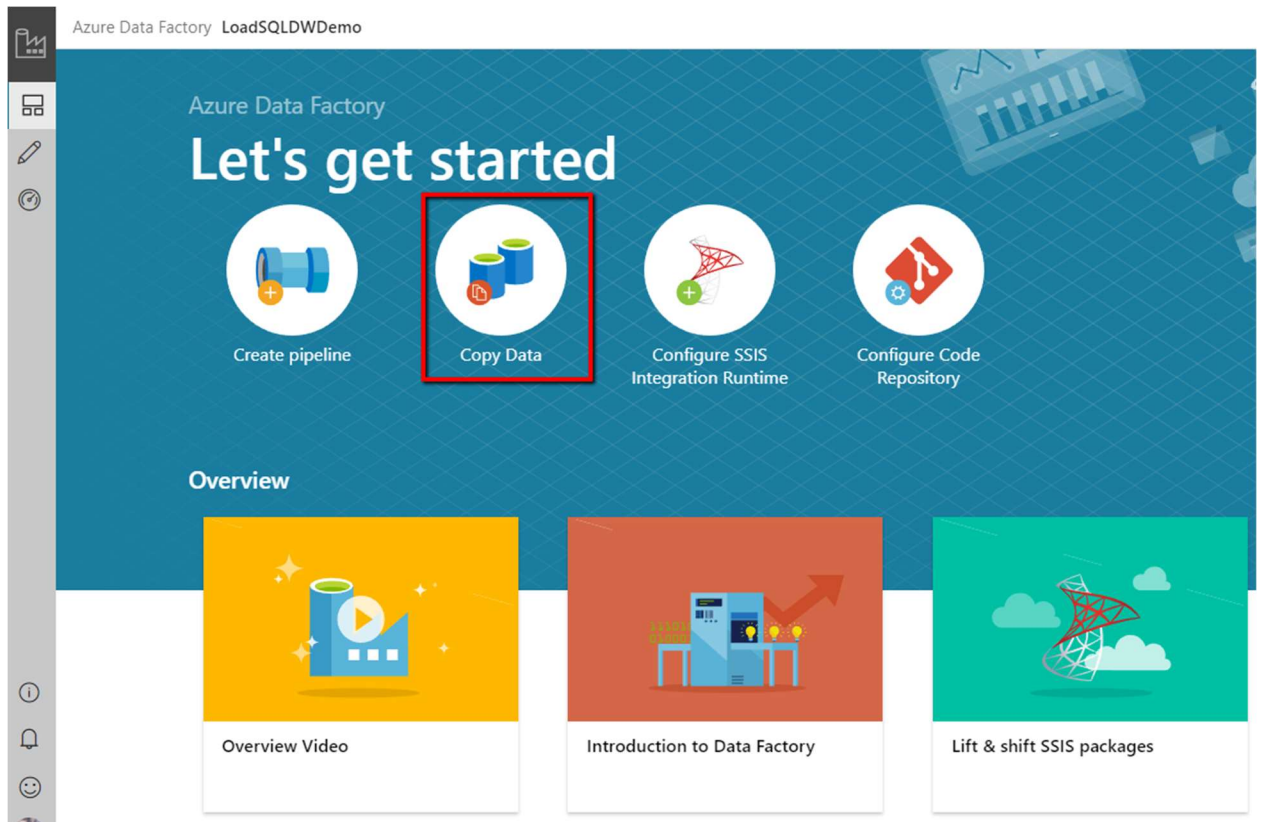 Azure Data Factory LoadSQLDWDemo
Azure Data Factory
Let's get started
Create pipeline
Copy Data
Configure SSIS
Integration Runtime
Configure Code
Repository
Overview
Overview Video
Introduction to Data Factory
Lift & shift SSIS packages